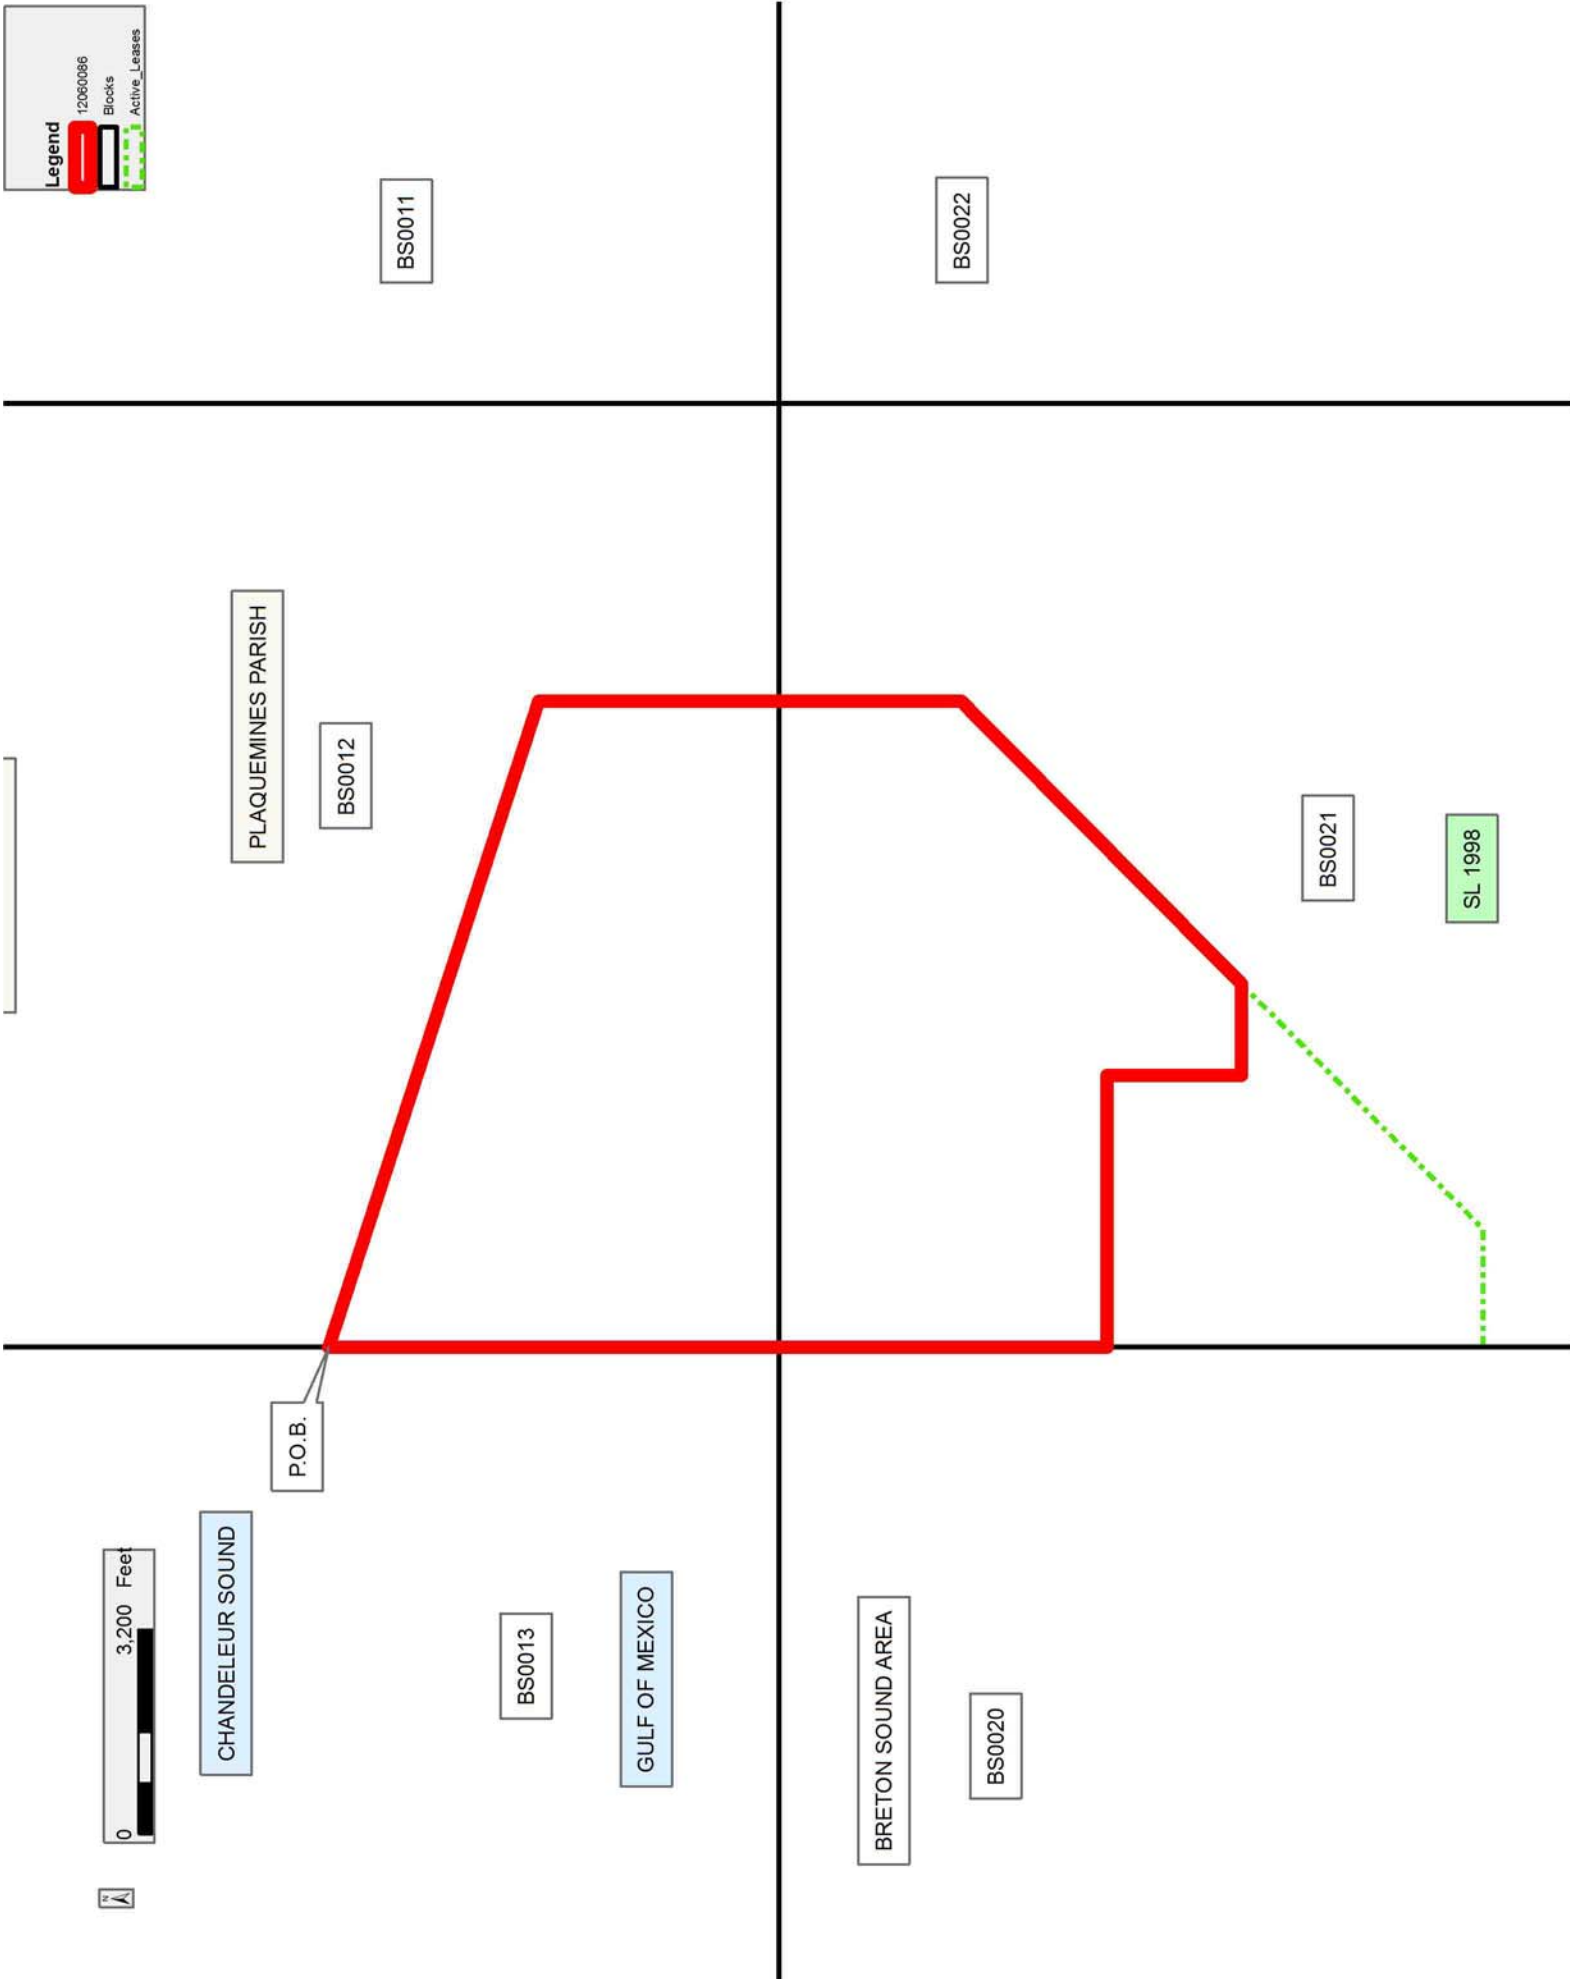 Legend
12060086
Blocks
Active_Leases
N
0 3,200 Feet
CHANDELEUR SOUND
PLAQUEMINES PARISH
P.O.B.
BS0012
BS0011
BS0013
GULF OF MEXICO
BRETON SOUND AREA
BS0022
BS0020
BS0021
SL 1998